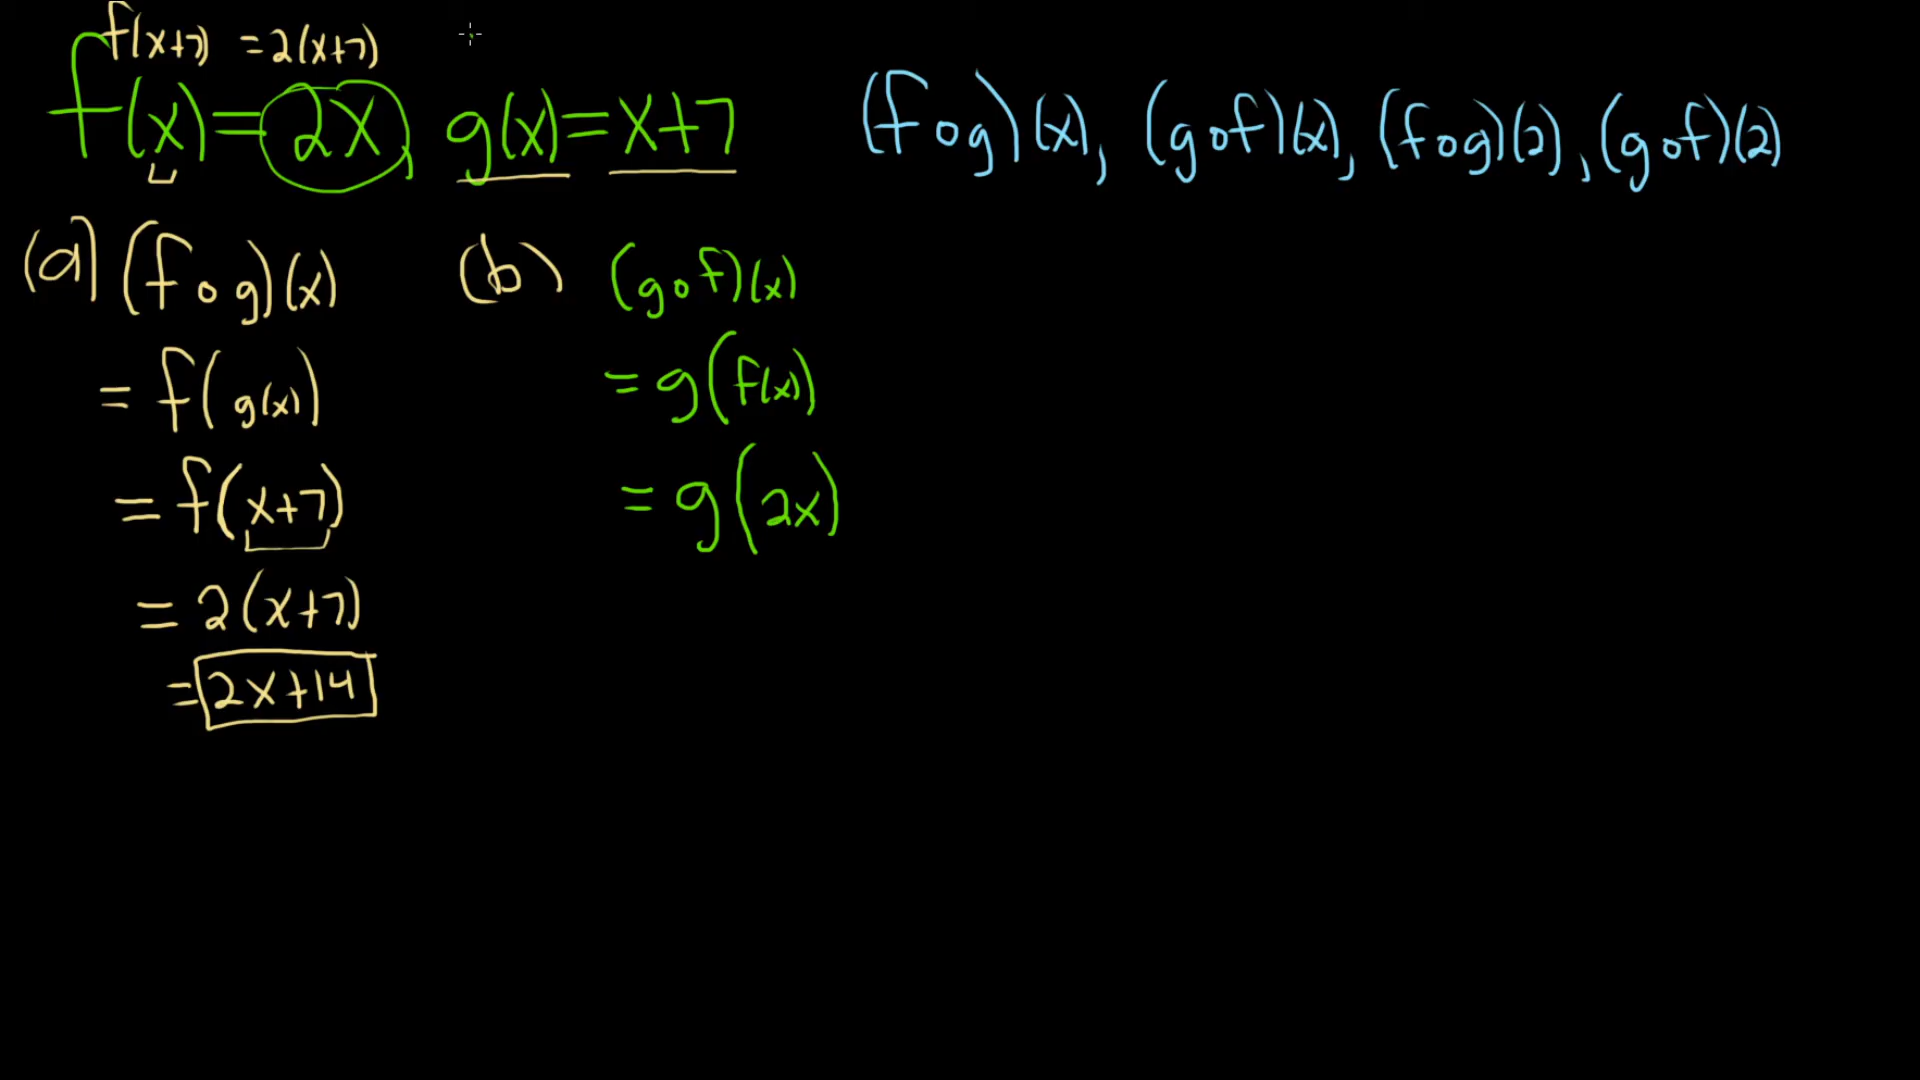 f(x+7) =2(x+7)
f(x)=2x, g(x)=x+7 (f∘g)(x), (g∘f)(x), (f∘g)(2), (g∘f)(2)
(a) (f∘g)(x)
= f(g(x))
= f(x+7)
= 2(x+7)
= 2x+14
(b) (g∘f)(x)
= g(f(x))
= g(2x)